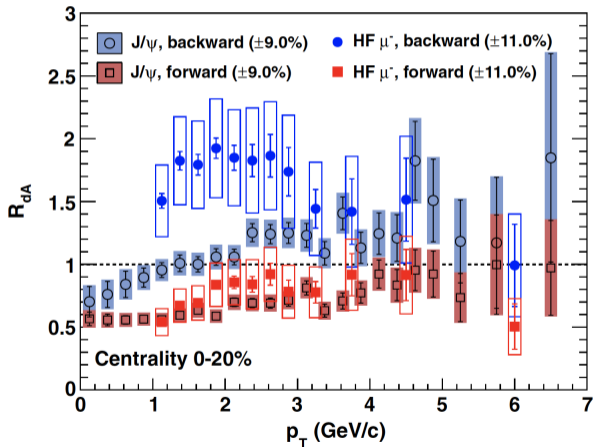 3
2.5
2
1.5
1
0.5
0
R_dA
J/ψ, backward (±9.0%)
HF μ⁻, backward (±11.0%)
J/ψ, forward (±9.0%)
HF μ⁻, forward (±11.0%)
Centrality 0-20%
0 1 2 3 4 5 6 7
p_T (GeV/c)